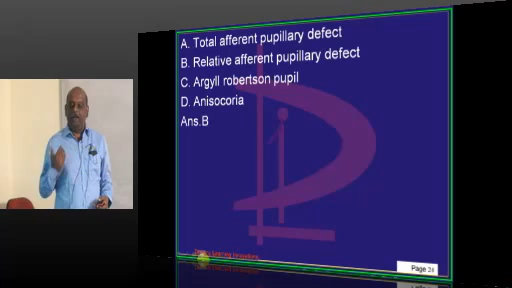 A. Total afferent pupillary defect
B. Relative afferent pupillary defect
C. Argyll robertson pupil
D. Anisocoria
Ans.B
Page 24